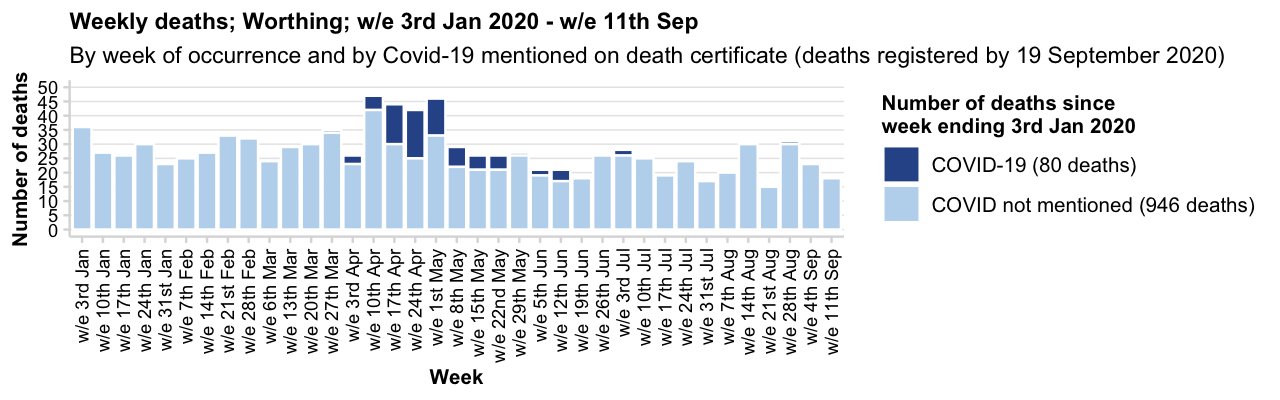 Weekly deaths; Worthing; w/e 3rd Jan 2020 - w/e 11th Sep
By week of occurrence and by Covid-19 mentioned on death certificate (deaths registered by 19 September 2020)
Number of deaths
50
45
40
35
30
25
20
15
10
5
0
w/e 3rd Jan
w/e 10th Jan
w/e 17th Jan
w/e 24th Jan
w/e 31st Jan
w/e 7th Feb
w/e 14th Feb
w/e 21st Feb
w/e 28th Feb
w/e 6th Mar
w/e 13th Mar
w/e 20th Mar
w/e 27th Mar
w/e 3rd Apr
w/e 10th Apr
w/e 17th Apr
w/e 24th Apr
w/e 1st May
w/e 8th May
w/e 15th May
w/e 22nd May
w/e 29th May
w/e 5th Jun
w/e 12th Jun
w/e 19th Jun
w/e 26th Jun
w/e 3rd Jul
w/e 10th Jul
w/e 17th Jul
w/e 24th Jul
w/e 31st Jul
w/e 7th Aug
w/e 14th Aug
w/e 21st Aug
w/e 28th Aug
w/e 4th Sep
w/e 11th Sep
Week
Number of deaths since
week ending 3rd Jan 2020
COVID-19 (80 deaths)
COVID not mentioned (946 deaths)